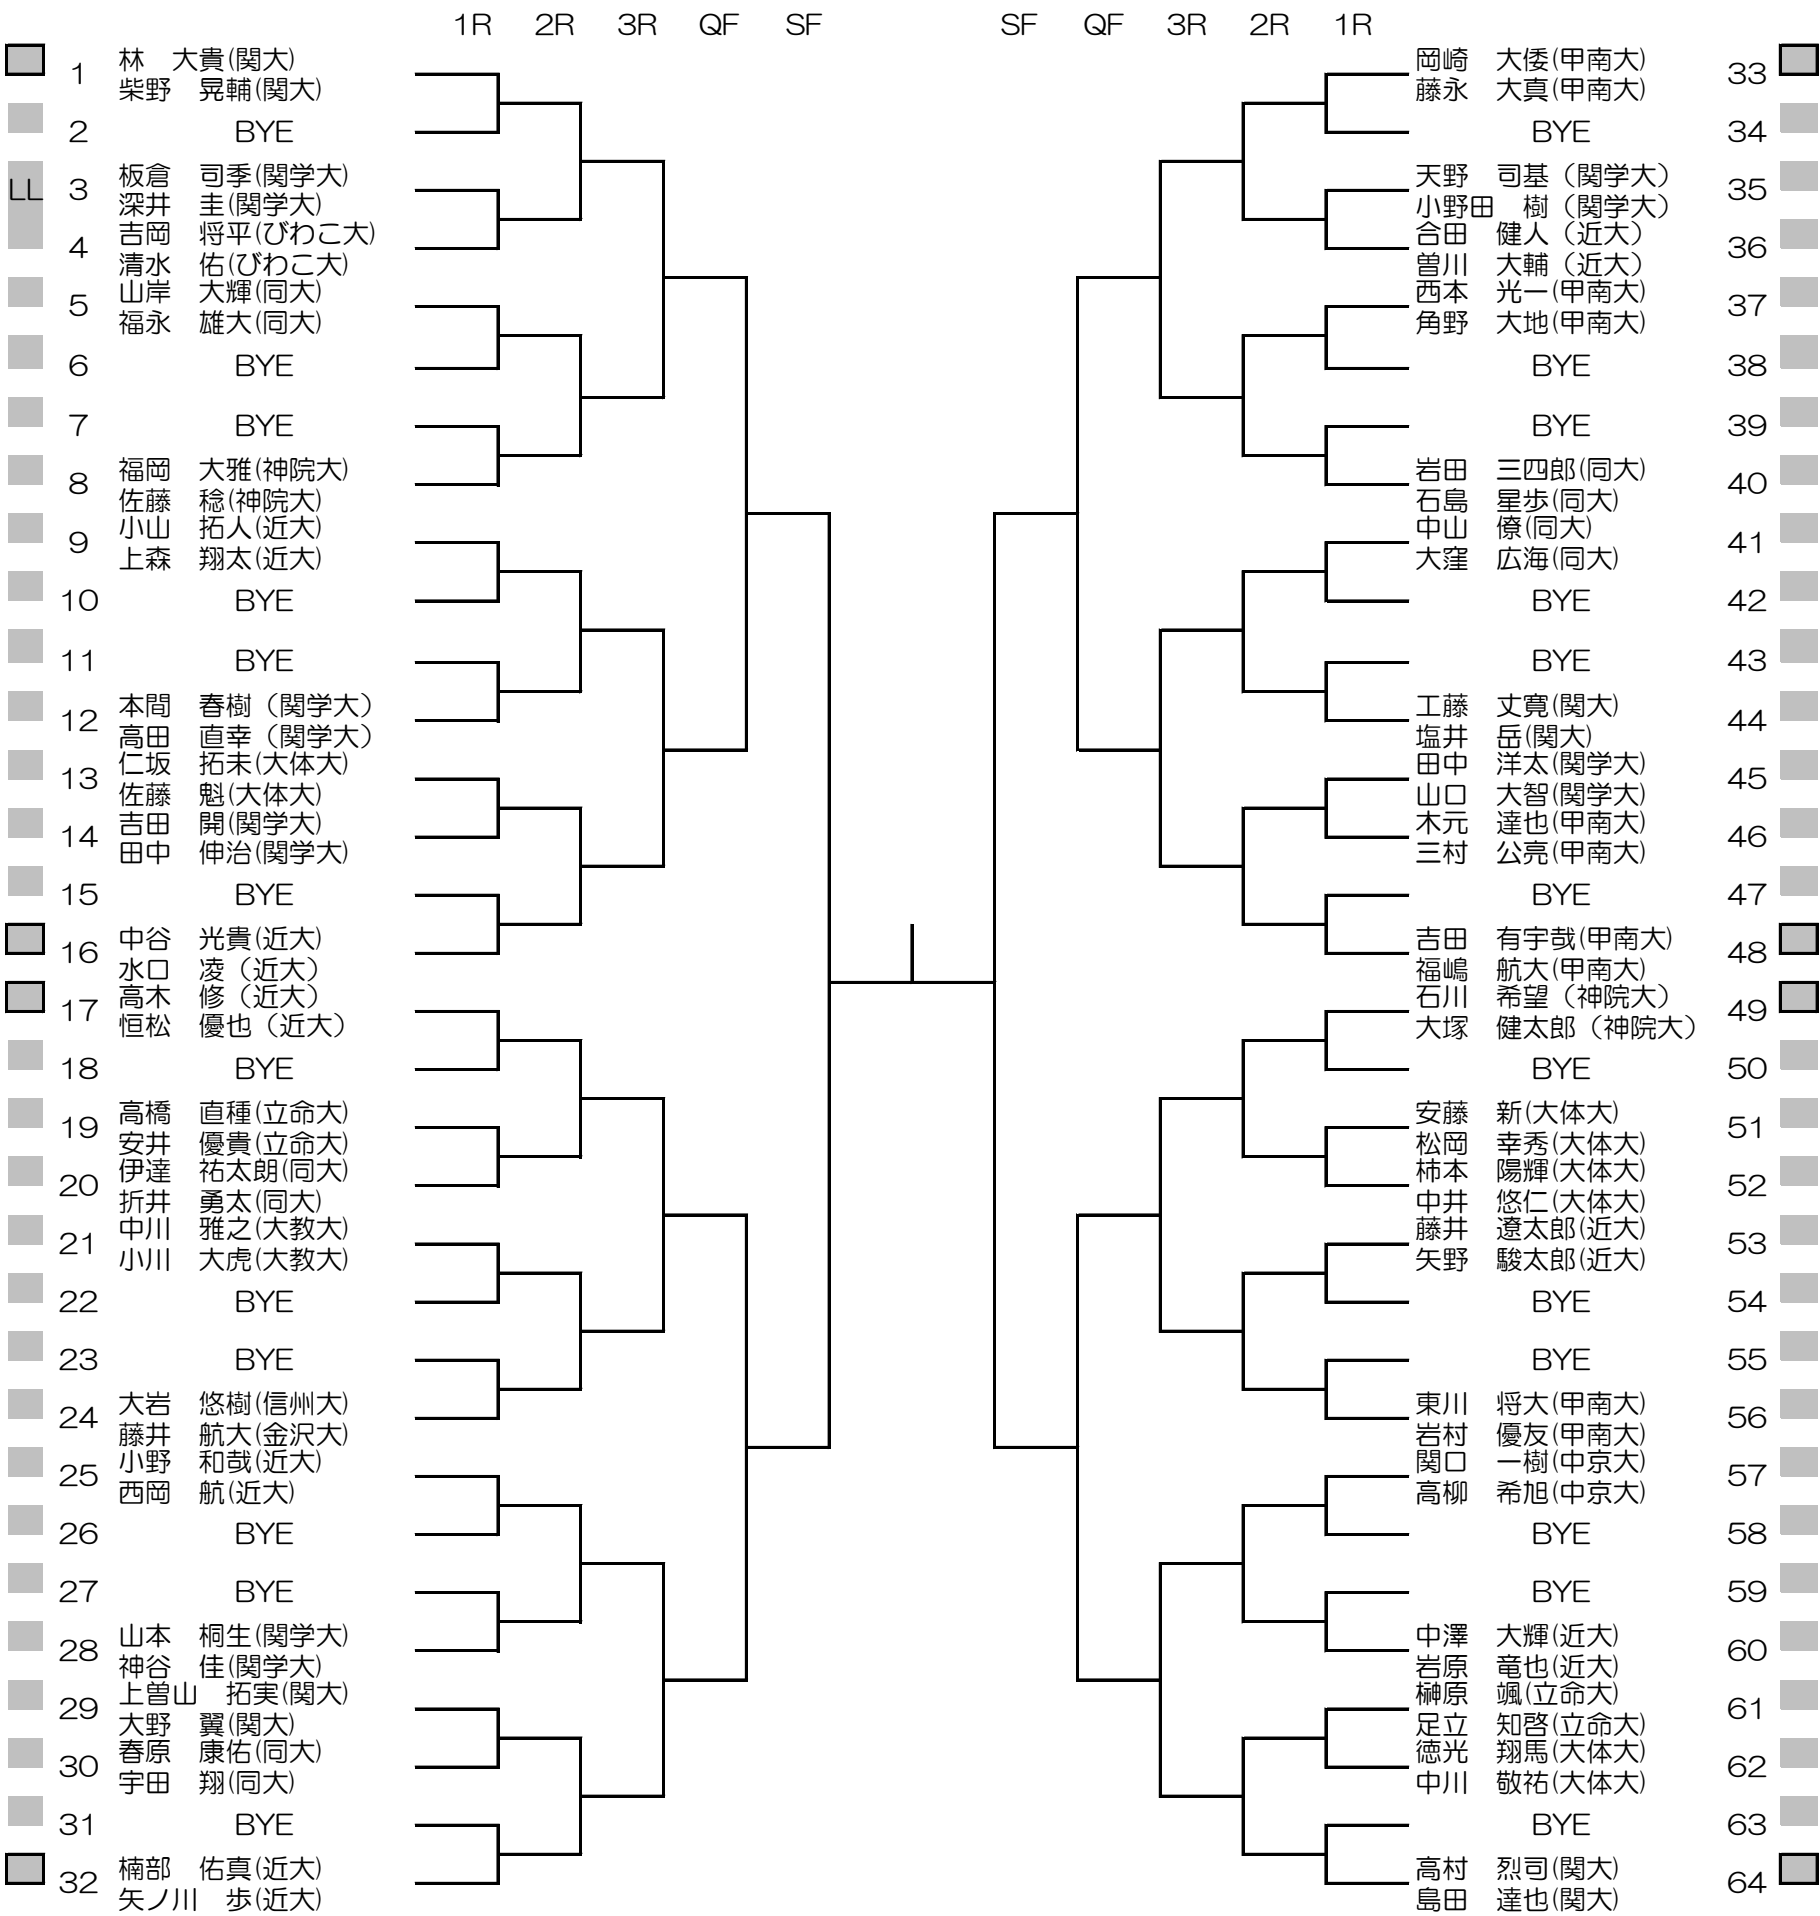 1R 2R 3R QF SF SF QF 3R 2R 1R
林　大貴(関大)
1
柴野　晃輔(関大)
2 BYE
板倉　司季(関学大)
LL 3
深井　圭(関学大)
吉岡　将平(びわこ大)
4
清水　佑(びわこ大)
山岸　大輝(同大)
5
福永　雄大(同大)
6 BYE
7 BYE
福岡　大雅(神院大)
8
佐藤　稔(神院大)
小山　拓人(近大)
9
上森　翔太(近大)
10 BYE
11 BYE
本間　春樹（関学大）
12
高田　直幸（関学大）
仁坂　拓未(大体大)
13
佐藤　魁(大体大)
吉田　開(関学大)
14
田中　伸治(関学大)
15 BYE
中谷　光貴(近大)
16
水口　凌（近大）
高木　修（近大）
17
恒松　優也（近大）
18 BYE
高橋　直種(立命大)
19
安井　優貴(立命大)
伊達　祐太朗(同大)
20
折井　勇太(同大)
中川　雅之(大教大)
21
小川　大虎(大教大)
22 BYE
23 BYE
大岩　悠樹(信州大)
24
藤井　航大(金沢大)
小野　和哉(近大)
25
西岡　航(近大)
26 BYE
27 BYE
山本　桐生(関学大)
28
神谷　佳(関学大)
上曽山　拓実(関大)
29
大野　翼(関大)
春原　康佑(同大)
30
宇田　翔(同大)
31 BYE
楠部　佑真(近大)
32
矢ノ川　歩(近大)
岡崎　大倭(甲南大)
33
藤永　大真(甲南大)
BYE 34
天野　司基（関学大）
35
小野田　樹（関学大）
合田　健人（近大）
36
曽川　大輔（近大）
西本　光一(甲南大)
37
角野　大地(甲南大)
BYE 38
BYE 39
岩田　三四郎(同大)
40
石島　星歩(同大)
中山　僚(同大)
41
大窪　広海(同大)
BYE 42
BYE 43
工藤　丈寛(関大)
44
塩井　岳(関大)
田中　洋太(関学大)
45
山口　大智(関学大)
木元　達也(甲南大)
46
三村　公亮(甲南大)
BYE 47
吉田　有宇哉(甲南大)
48
福嶋　航大(甲南大)
石川　希望（神院大）
49
大塚　健太郎（神院大）
BYE 50
安藤　新(大体大)
51
松岡　幸秀(大体大)
柿本　陽輝(大体大)
52
中井　悠仁(大体大)
藤井　遼太郎(近大)
53
矢野　駿太郎(近大)
BYE 54
BYE 55
東川　将大(甲南大)
56
岩村　優友(甲南大)
関口　一樹(中京大)
57
高柳　希旭(中京大)
BYE 58
BYE 59
中澤　大輝(近大)
60
岩原　竜也(近大)
榊原　颯(立命大)
61
足立　知啓(立命大)
徳光　翔馬(大体大)
62
中川　敬祐(大体大)
BYE 63
高村　烈司(関大)
64
島田　達也(関大)